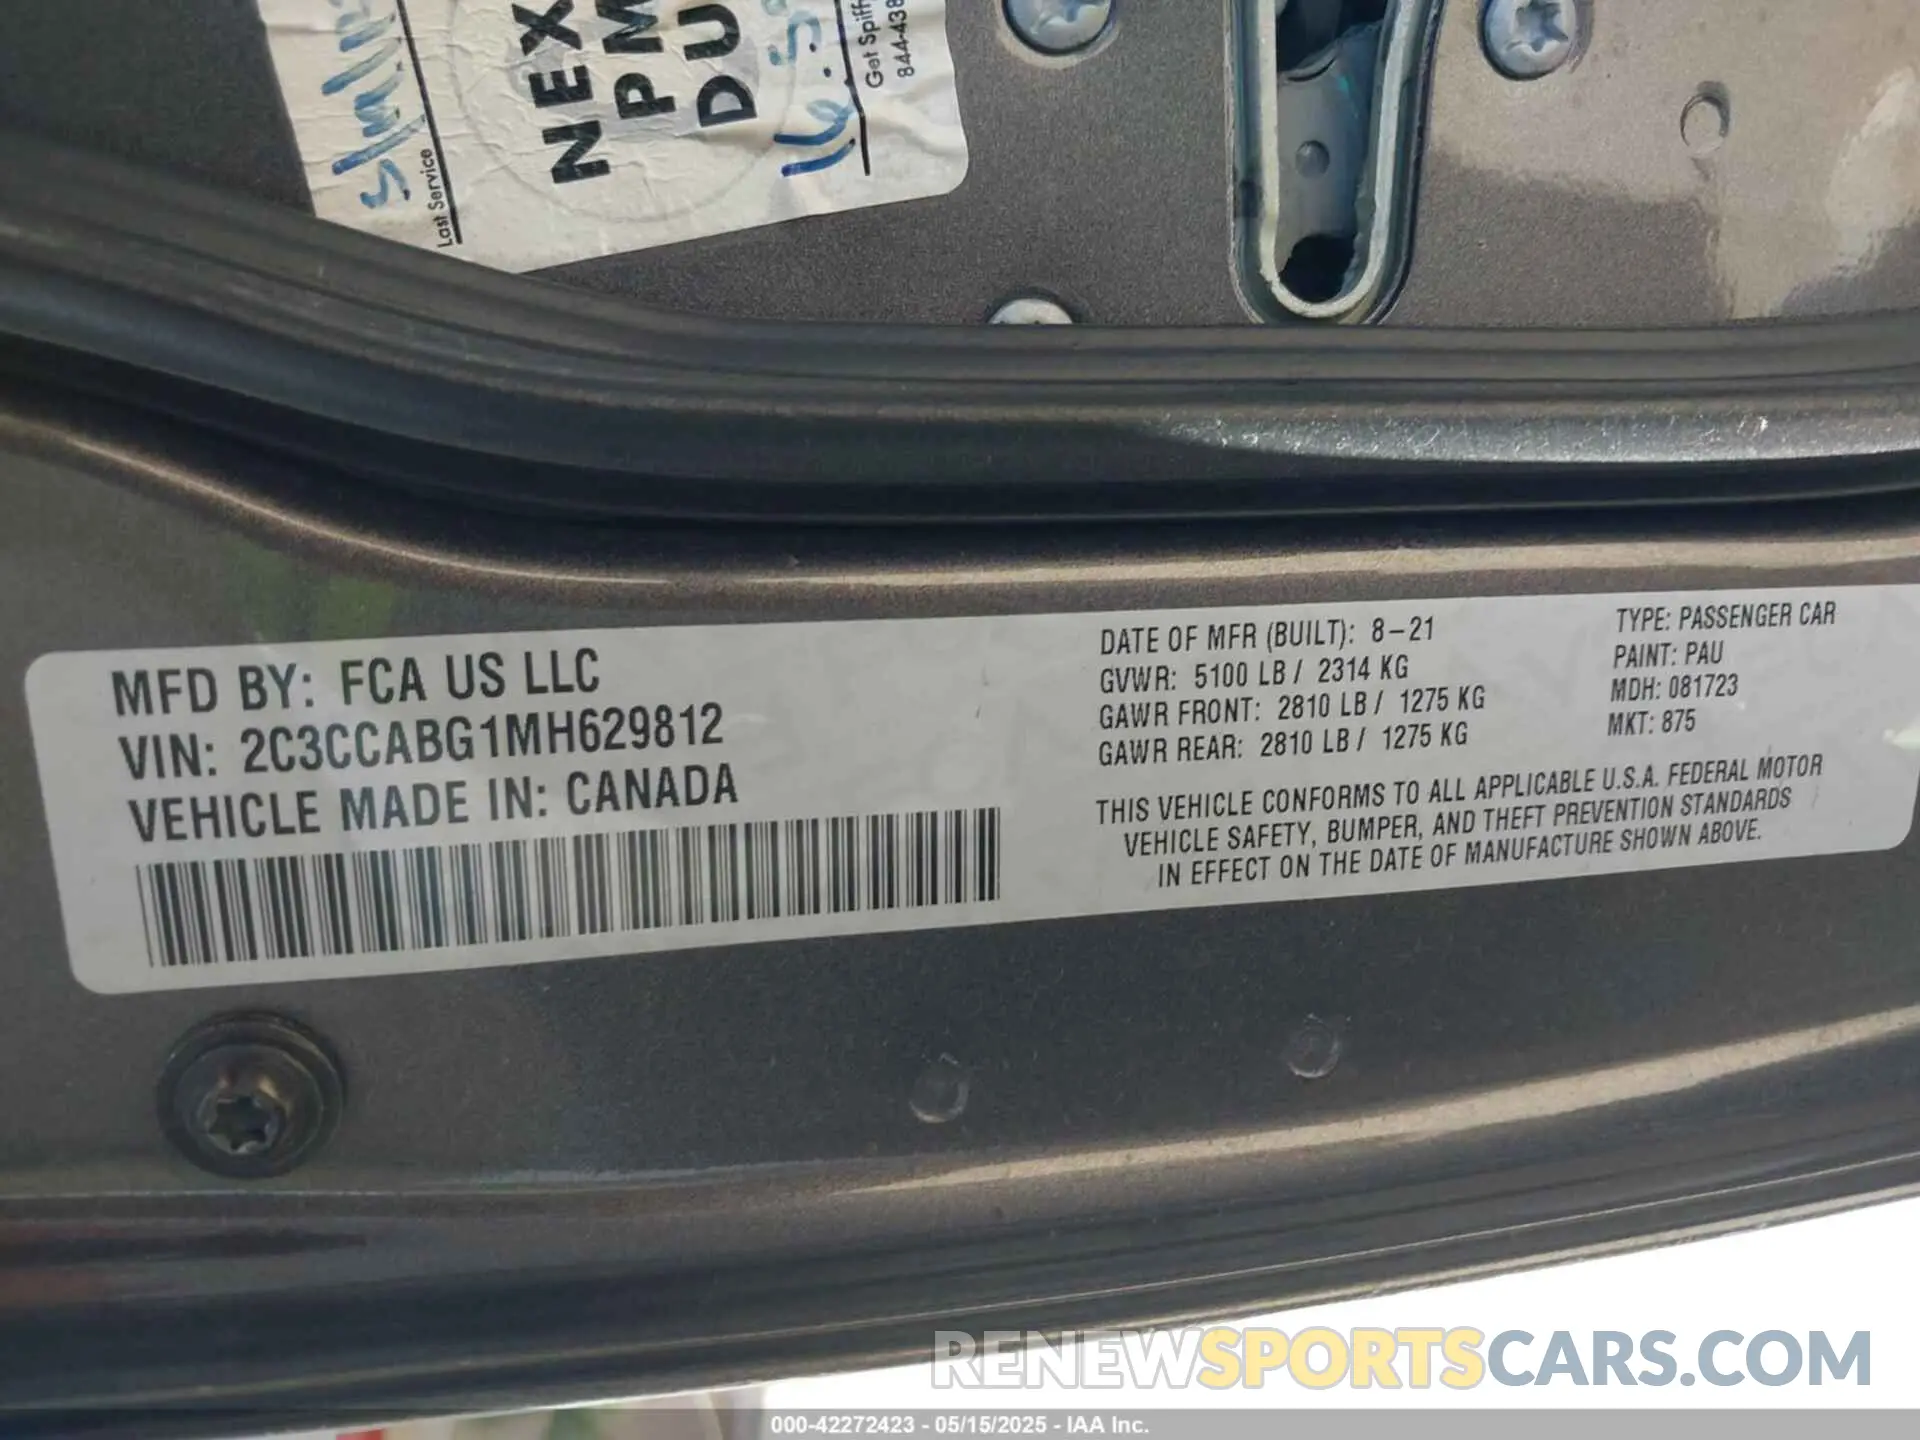 NEX
PM
DU
Last Service
16.5
Get Spiffy
844-438
MFD BY: FCA US LLC
VIN: 2C3CCABG1MH629812
VEHICLE MADE IN: CANADA
DATE OF MFR (BUILT): 8-21
GVWR: 5100 LB / 2314 KG
GAWR FRONT: 2810 LB / 1275 KG
GAWR REAR: 2810 LB / 1275 KG
TYPE: PASSENGER CAR
PAINT: PAU
MDH: 081723
MKT: 875
THIS VEHICLE CONFORMS TO ALL APPLICABLE U.S.A. FEDERAL MOTOR
VEHICLE SAFETY, BUMPER, AND THEFT PREVENTION STANDARDS
IN EFFECT ON THE DATE OF MANUFACTURE SHOWN ABOVE.
RENEWSPORTSCARS.COM
000-42272423 - 05/15/2025 - IAA Inc.